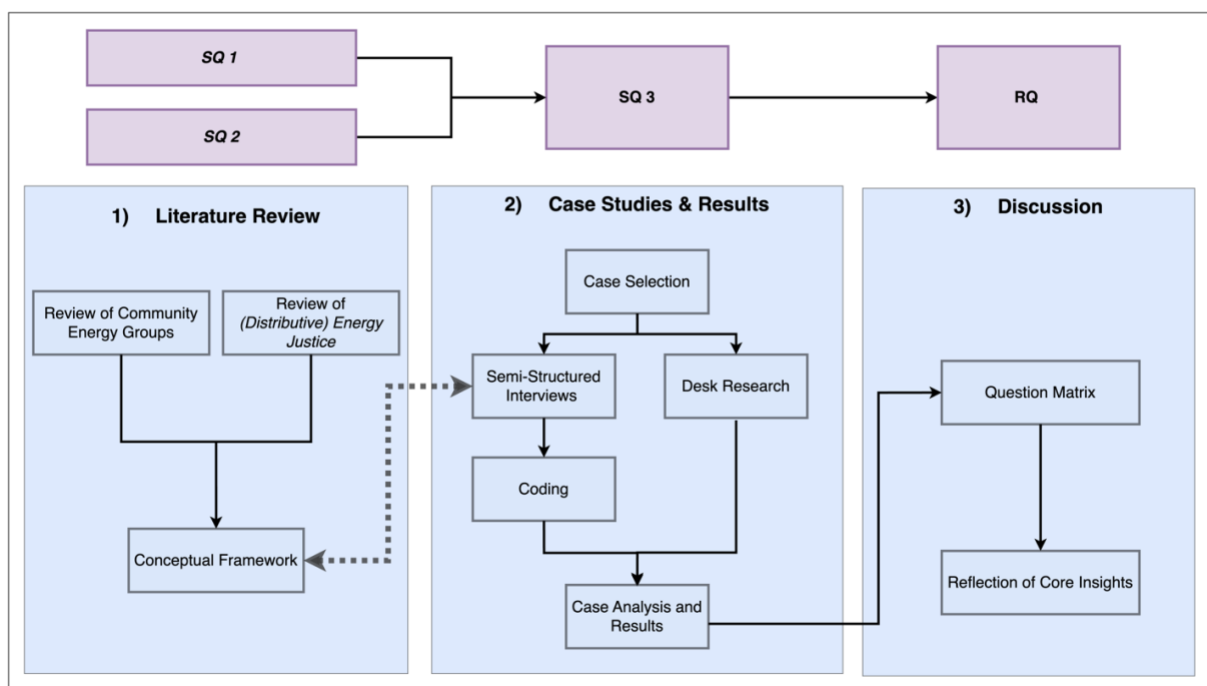 SQ 1
SQ 2
SQ 3
RQ
1) Literature Review
Review of Community
Energy Groups
Review of
(Distributive) Energy
Justice
Conceptual Framework
2) Case Studies & Results
Case Selection
Semi-Structured
Interviews
Desk Research
Coding
Case Analysis and
Results
3) Discussion
Question Matrix
Reflection of Core Insights